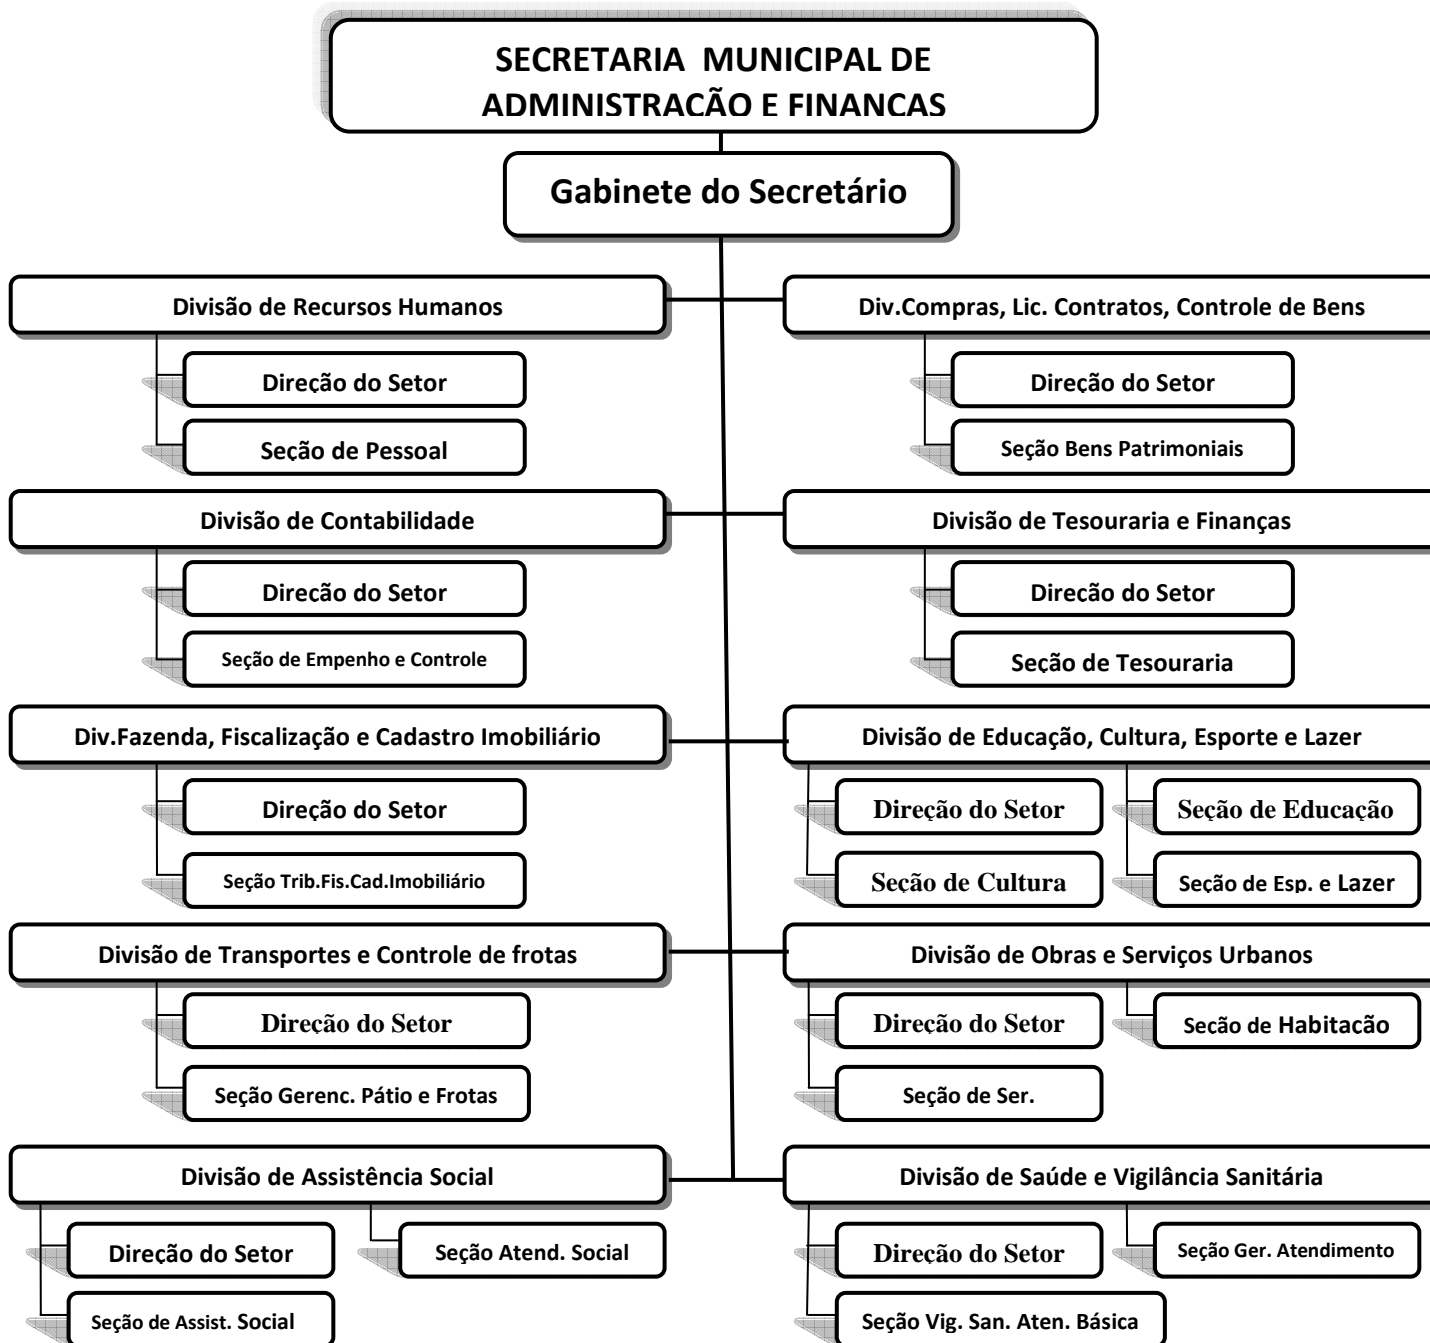 SECRETARIA MUNICIPAL DE
ADMINISTRAÇÃO E FINANÇAS
Gabinete do Secretário
Divisão de Recursos Humanos
Direção do Setor
Seção de Pessoal
Div.Compras, Lic. Contratos, Controle de Bens
Direção do Setor
Seção Bens Patrimoniais
Divisão de Contabilidade
Direção do Setor
Seção de Empenho e Controle
Divisão de Tesouraria e Finanças
Direção do Setor
Seção de Tesouraria
Div.Fazenda, Fiscalização e Cadastro Imobiliário
Direção do Setor
Seção Trib.Fis.Cad.Imobiliário
Divisão de Educação, Cultura, Esporte e Lazer
Direção do Setor
Seção de Educação
Seção de Cultura
Seção de Esp. e Lazer
Divisão de Transportes e Controle de frotas
Direção do Setor
Seção Gerenc. Pátio e Frotas
Divisão de Obras e Serviços Urbanos
Direção do Setor
Seção de Habitação
Seção de Ser.
Divisão de Assistência Social
Direção do Setor
Seção Atend. Social
Seção de Assist. Social
Divisão de Saúde e Vigilância Sanitária
Direção do Setor
Seção Ger. Atendimento
Seção Vig. San. Aten. Básica